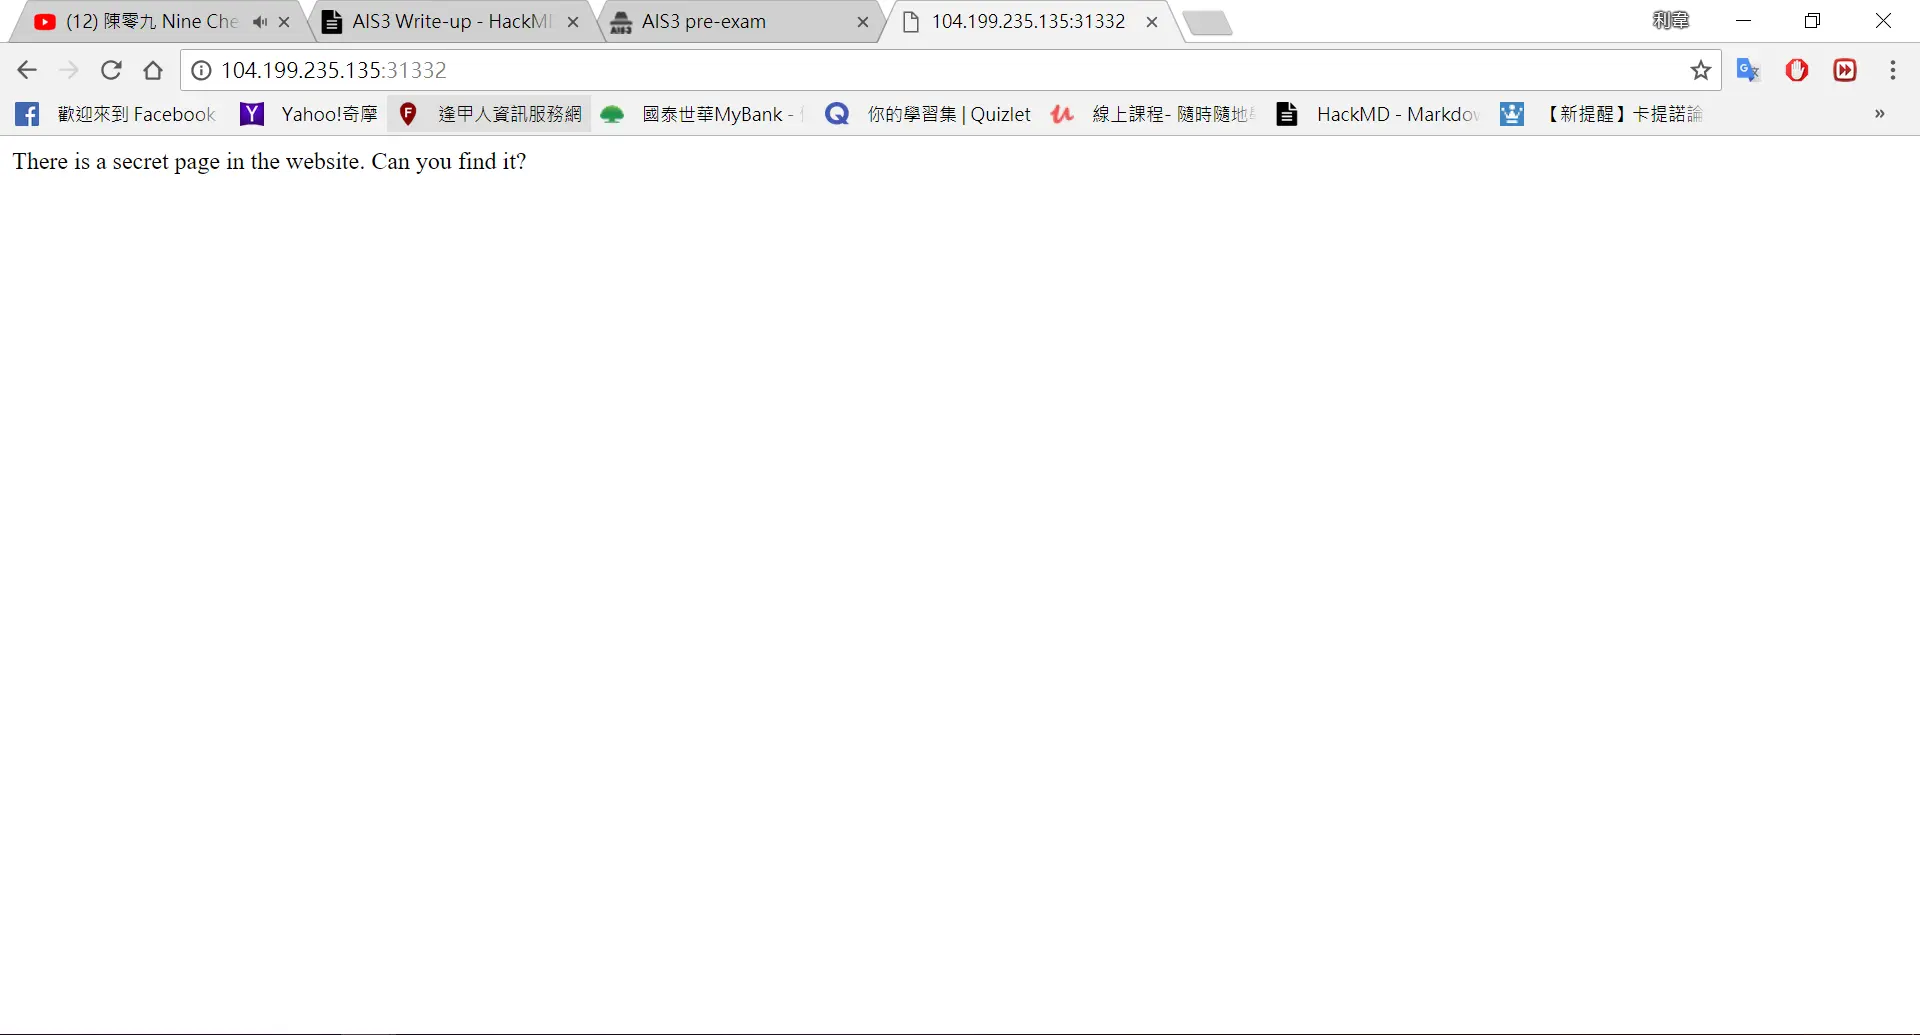 (12) 陳零九 Nine Che
AIS3 Write-up - HackMD
AIS3 pre-exam
104.199.235.135:31332
利韋
104.199.235.135:31332
歡迎來到 Facebook
Yahoo!奇摩
逢甲人資訊服務網
國泰世華MyBank -
你的學習集 | Quizlet
線上課程- 隨時隨地
HackMD - Markdow
【新提醒】卡提諾論
»
There is a secret page in the website. Can you find it?